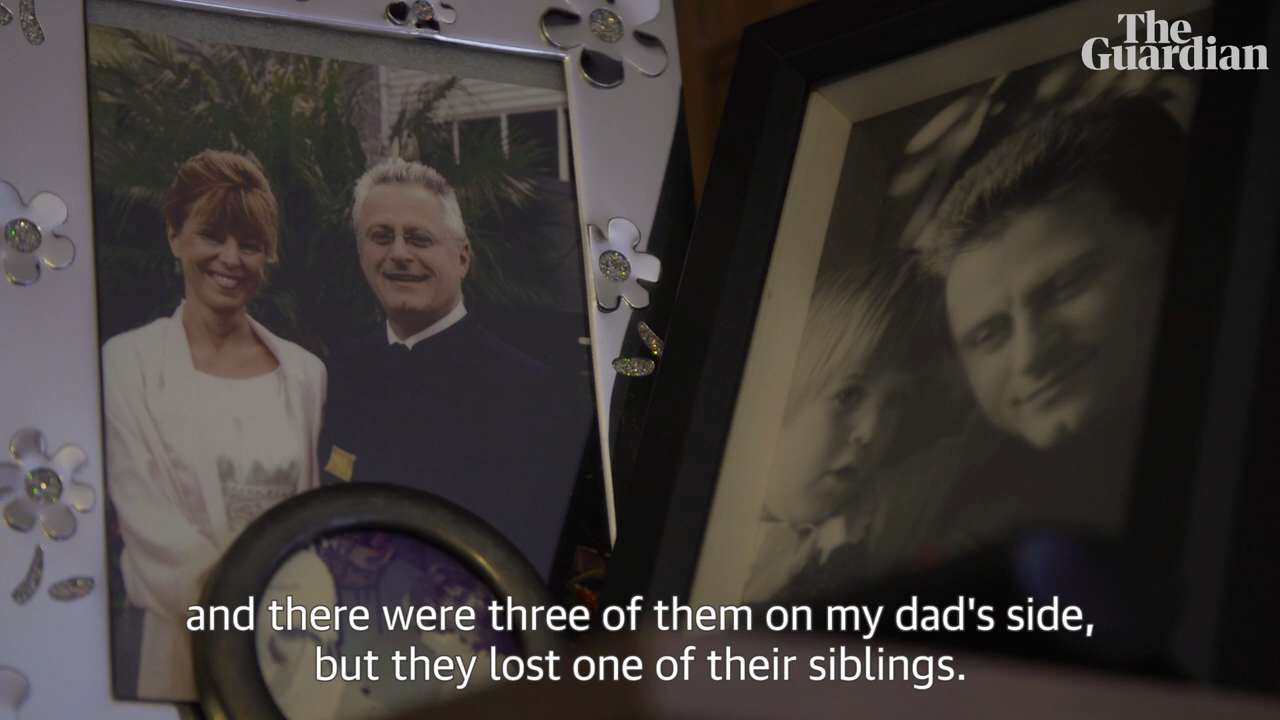 The
Guardian
and there were three of them on my dad's side,
but they lost one of their siblings.